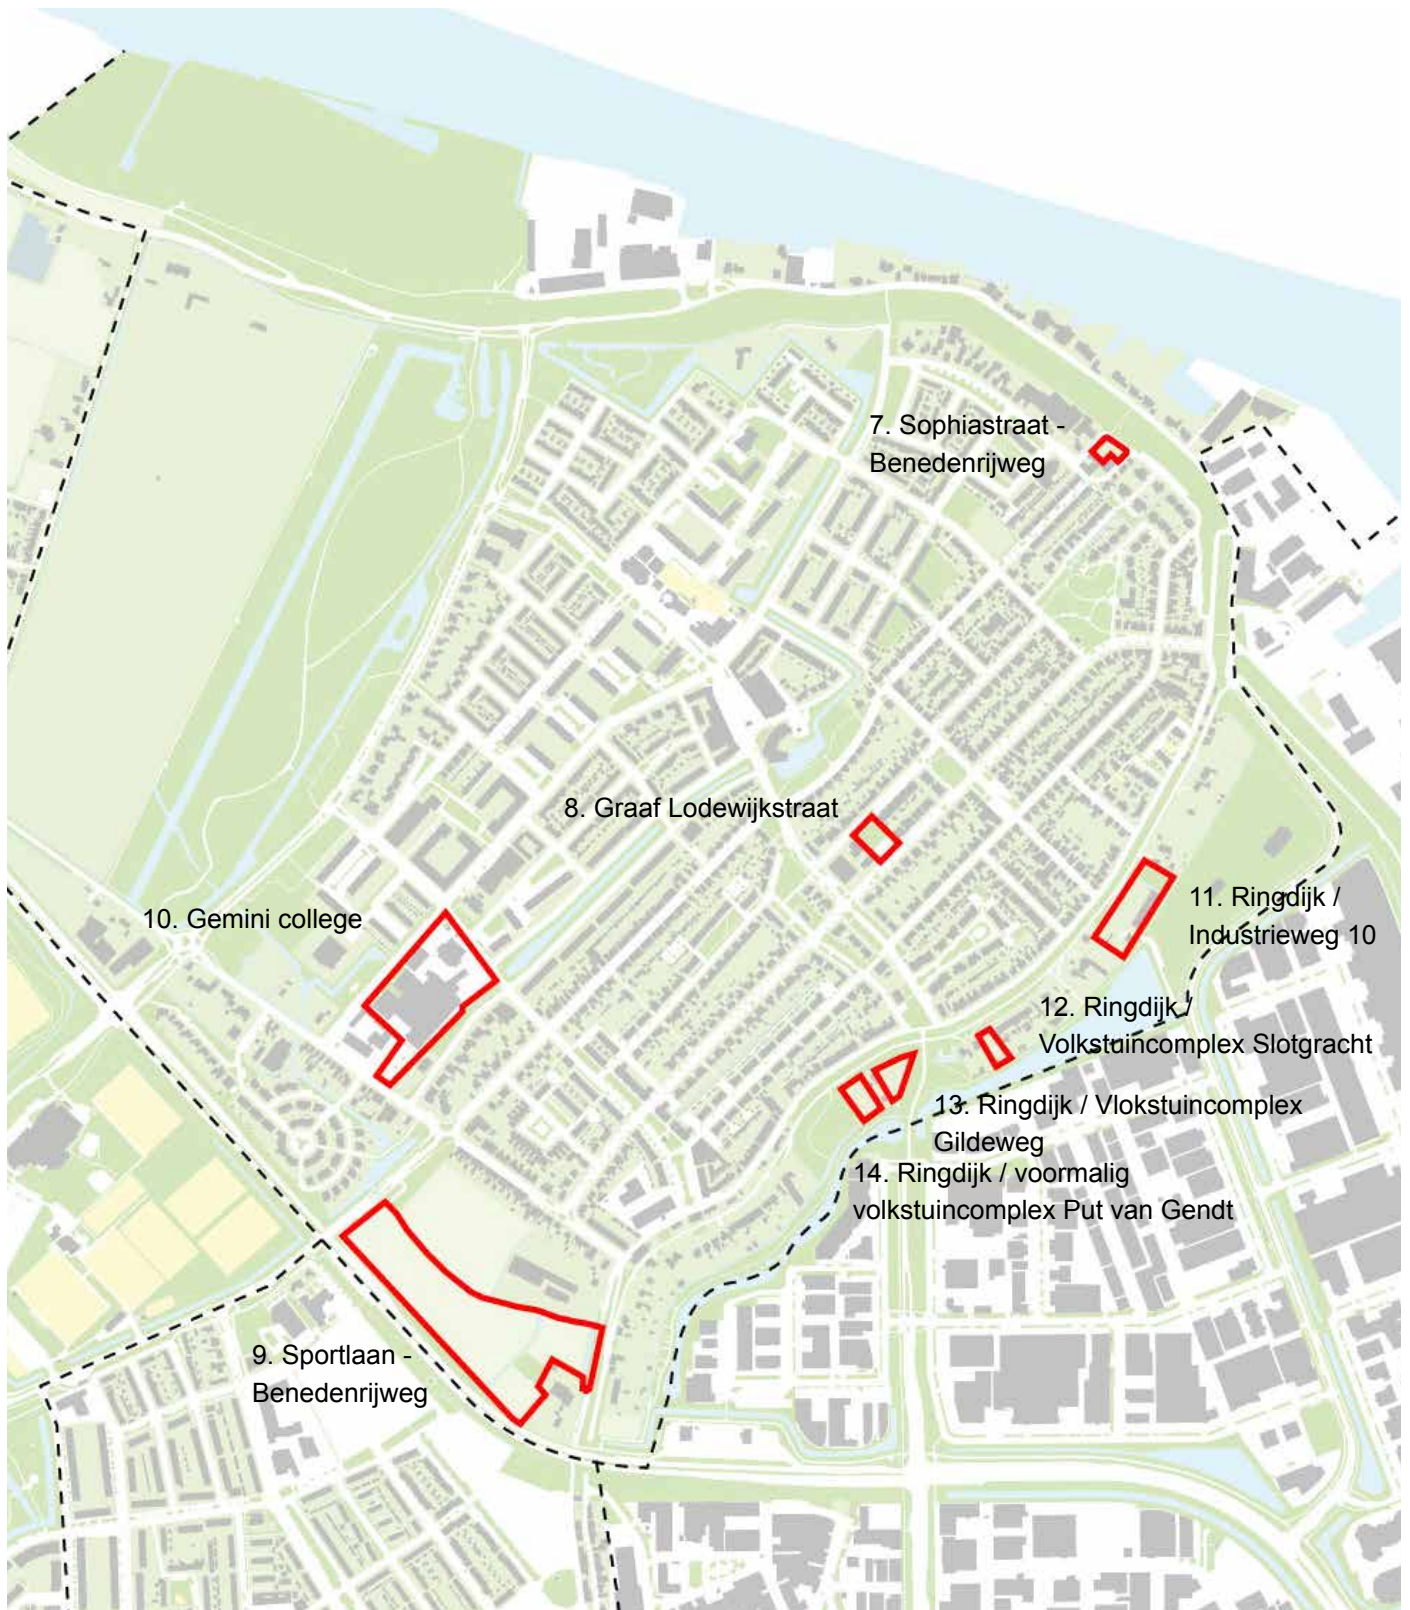 7. Sophiastraat -
Benedenrijweg
8. Graaf Lodewijkstraat
10. Gemini college
11. Ringdijk /
Industrieweg 10
12. Ringdijk /
Volkstuincomplex Slotgracht
13. Ringdijk / Vlokstuincomplex
Gildeweg
14. Ringdijk / voormalig
volkstuincomplex Put van Gendt
9. Sportlaan -
Benedenrijweg